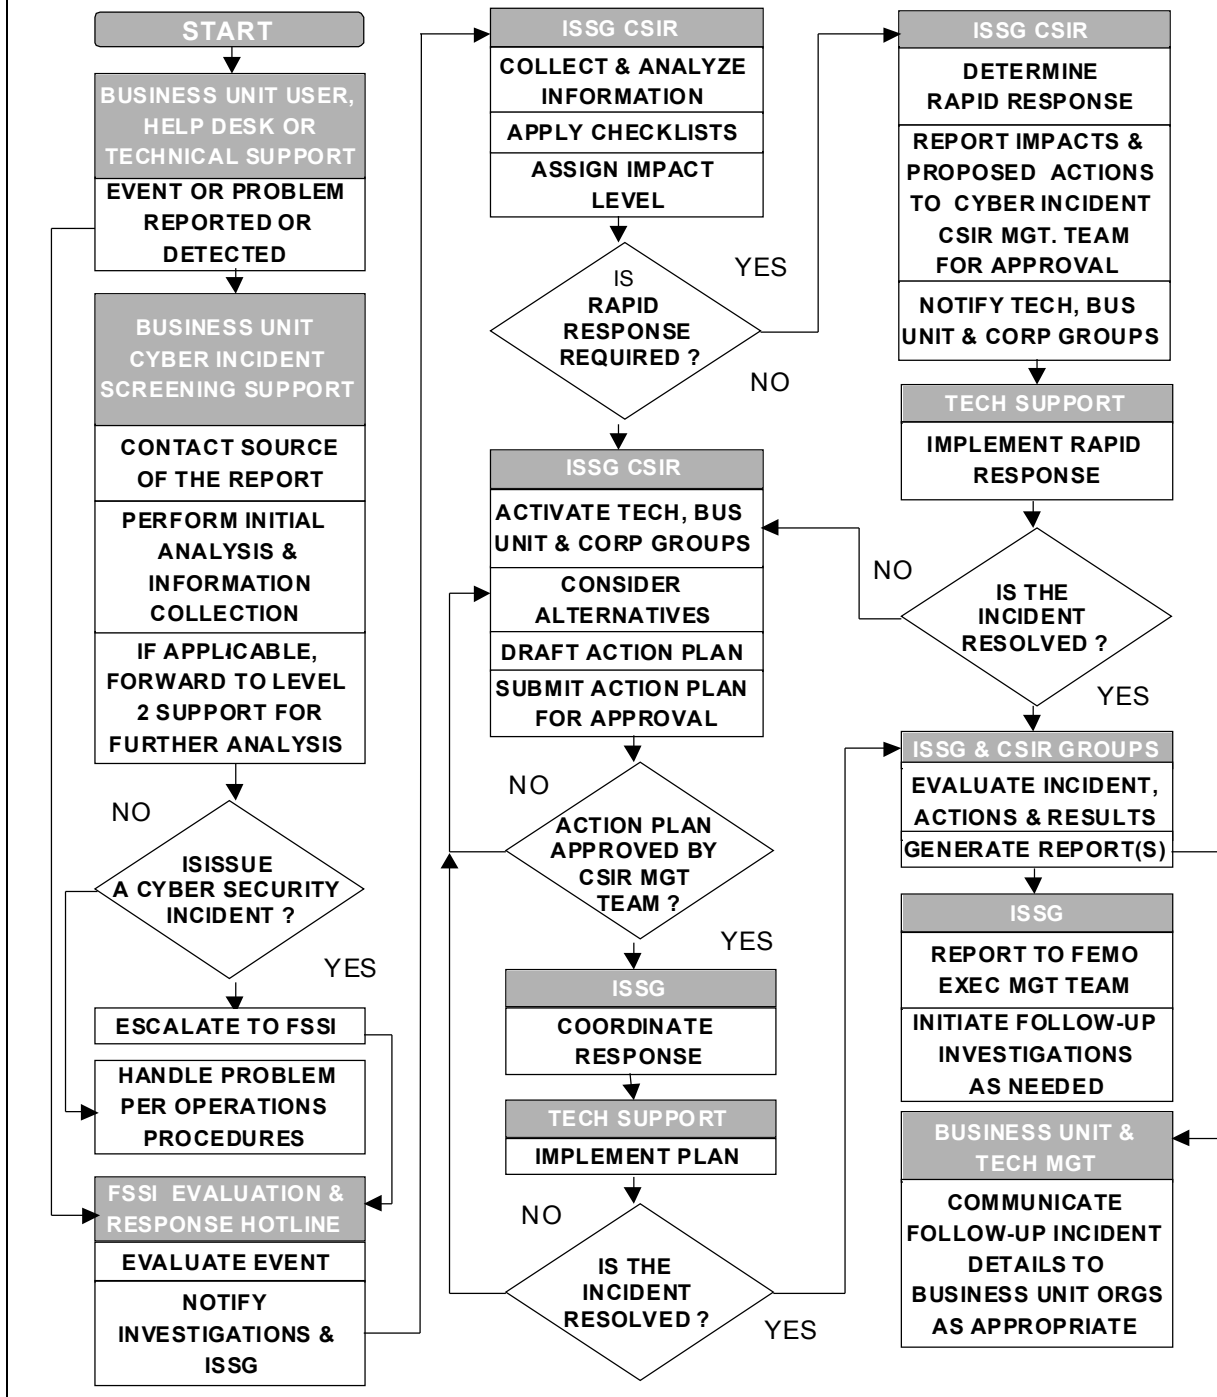 START
BUSINESS UNIT USER,
HELP DESK OR
TECHNICAL SUPPORT
EVENT OR PROBLEM
REPORTED OR
DETECTED
BUSINESS UNIT
CYBER INCIDENT
SCREENING SUPPORT
CONTACT SOURCE
OF THE REPORT
PERFORM INITIAL
ANALYSIS &
INFORMATION
COLLECTION
IF APPLICABLE,
FORWARD TO LEVEL
2 SUPPORT FOR
FURTHER ANALYSIS
NO
ISISSUE
A CYBER SECURITY
INCIDENT ?
YES
ESCALATE TO FSSI
HANDLE PROBLEM
PER OPERATIONS
PROCEDURES
FSSI EVALUATION &
RESPONSE HOTLINE
EVALUATE EVENT
NOTIFY
INVESTIGATIONS &
ISSG
ISSG CSIR
COLLECT & ANALYZE
INFORMATION
APPLY CHECKLISTS
ASSIGN IMPACT
LEVEL
YES
IS
RAPID
RESPONSE
REQUIRED ?
NO
ISSG CSIR
ACTIVATE TECH, BUS
UNIT & CORP GROUPS
CONSIDER
ALTERNATIVES
DRAFT ACTION PLAN
SUBMIT ACTION PLAN
FOR APPROVAL
NO
ACTION PLAN
APPROVED BY
CSIR MGT
TEAM ?
YES
ISSG
COORDINATE
RESPONSE
TECH SUPPORT
IMPLEMENT PLAN
NO
IS THE
INCIDENT
RESOLVED ?
YES
ISSG CSIR
DETERMINE
RAPID RESPONSE
REPORT IMPACTS &
PROPOSED ACTIONS
TO CYBER INCIDENT
CSIR MGT. TEAM
FOR APPROVAL
NOTIFY TECH, BUS
UNIT & CORP GROUPS
TECH SUPPORT
IMPLEMENT RAPID
RESPONSE
NO
IS THE
INCIDENT
RESOLVED ?
YES
ISSG & CSIR GROUPS
EVALUATE INCIDENT,
ACTIONS & RESULTS
GENERATE REPORT(S)
ISSG
REPORT TO FEMO
EXEC MGT TEAM
INITIATE FOLLOW-UP
INVESTIGATIONS
AS NEEDED
BUSINESS UNIT &
TECH MGT
COMMUNICATE
FOLLOW-UP INCIDENT
DETAILS TO
BUSINESS UNIT ORGS
AS APPROPRIATE